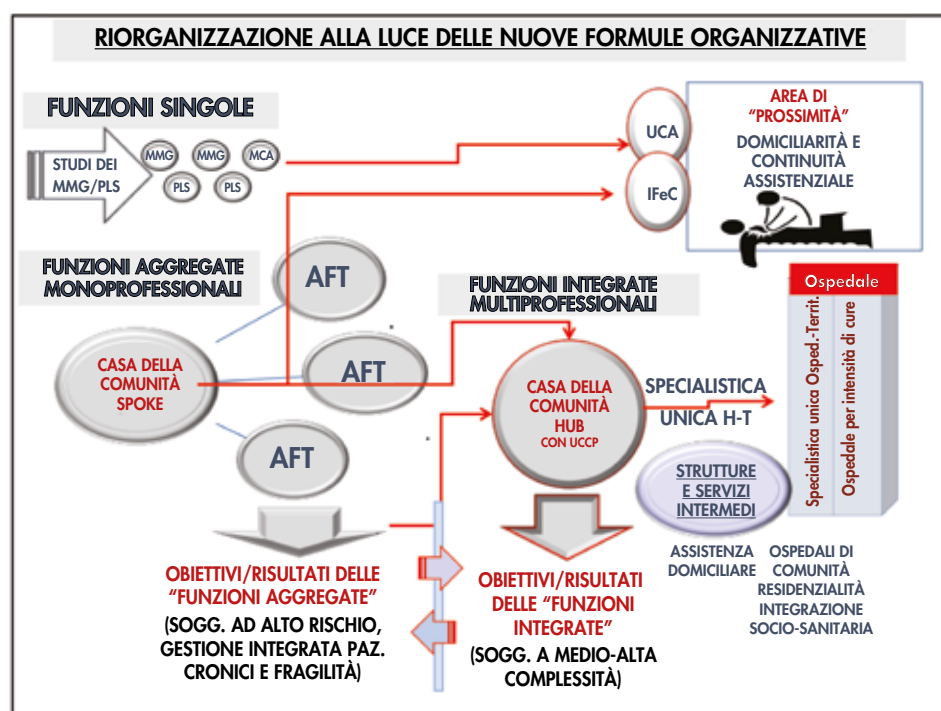 RIORGANIZZAZIONE ALLA LUCE DELLE NUOVE FORMULE ORGANIZZATIVE
FUNZIONI SINGOLE
STUDI DEI
MMG/PLS
MMG
MMG
MCA
PLS
PLS
UCA
IFeC
AREA DI
“PROSSIMITÀ”
DOMICILIARITÀ E
CONTINUITÀ
ASSISTENZIALE
FUNZIONI AGGREGATE
MONOPROFESSIONALI
AFT
AFT
AFT
CASA DELLA
COMUNITÀ
SPOKE
FUNZIONI INTEGRATE
MULTIPROFESSIONALI
CASA DELLA
COMUNITÀ
HUB
CON UCCP
SPECIALISTICA
UNICA H-T
Ospedale
Specialistica unica Osped.-Territ.
Ospedale per intensità di cure
STRUTTURE
E SERVIZI
INTERMEDI
ASSISTENZA
DOMICILIARE
OSPEDALI DI
COMUNITÀ
RESIDENZIALITÀ
INTEGRAZIONE
SOCIO-SANITARIA
OBIETTIVI/RISULTATI DELLE
“FUNZIONI AGGREGATE”
(SOGG. AD ALTO RISCHIO,
GESTIONE INTEGRATA PAZ.
CRONICI E FRAGILITÀ)
OBIETTIVI/RISULTATI
DELLE “FUNZIONI
INTEGRATE”
(SOGG. A MEDIO-ALTA
COMPLESSITÀ)